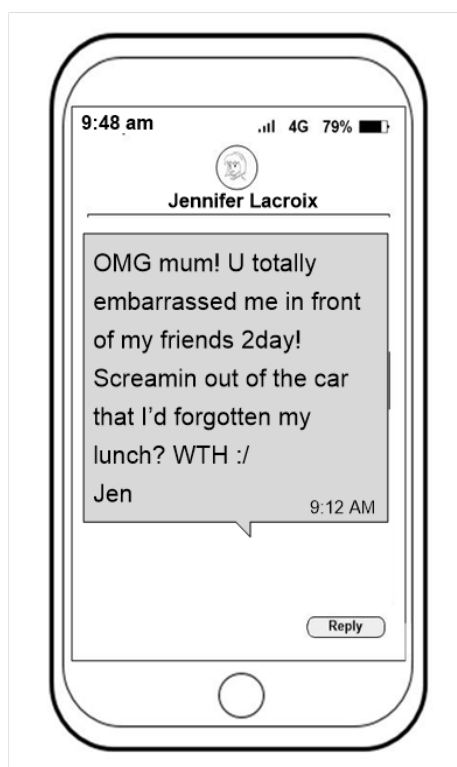 9:48 am 4G 79%
Jennifer Lacroix
OMG mum! U totally
embarrassed me in front
of my friends 2day!
Screamin out of the car
that I'd forgotten my
lunch? WTH :/
Jen
9:12 AM
Reply